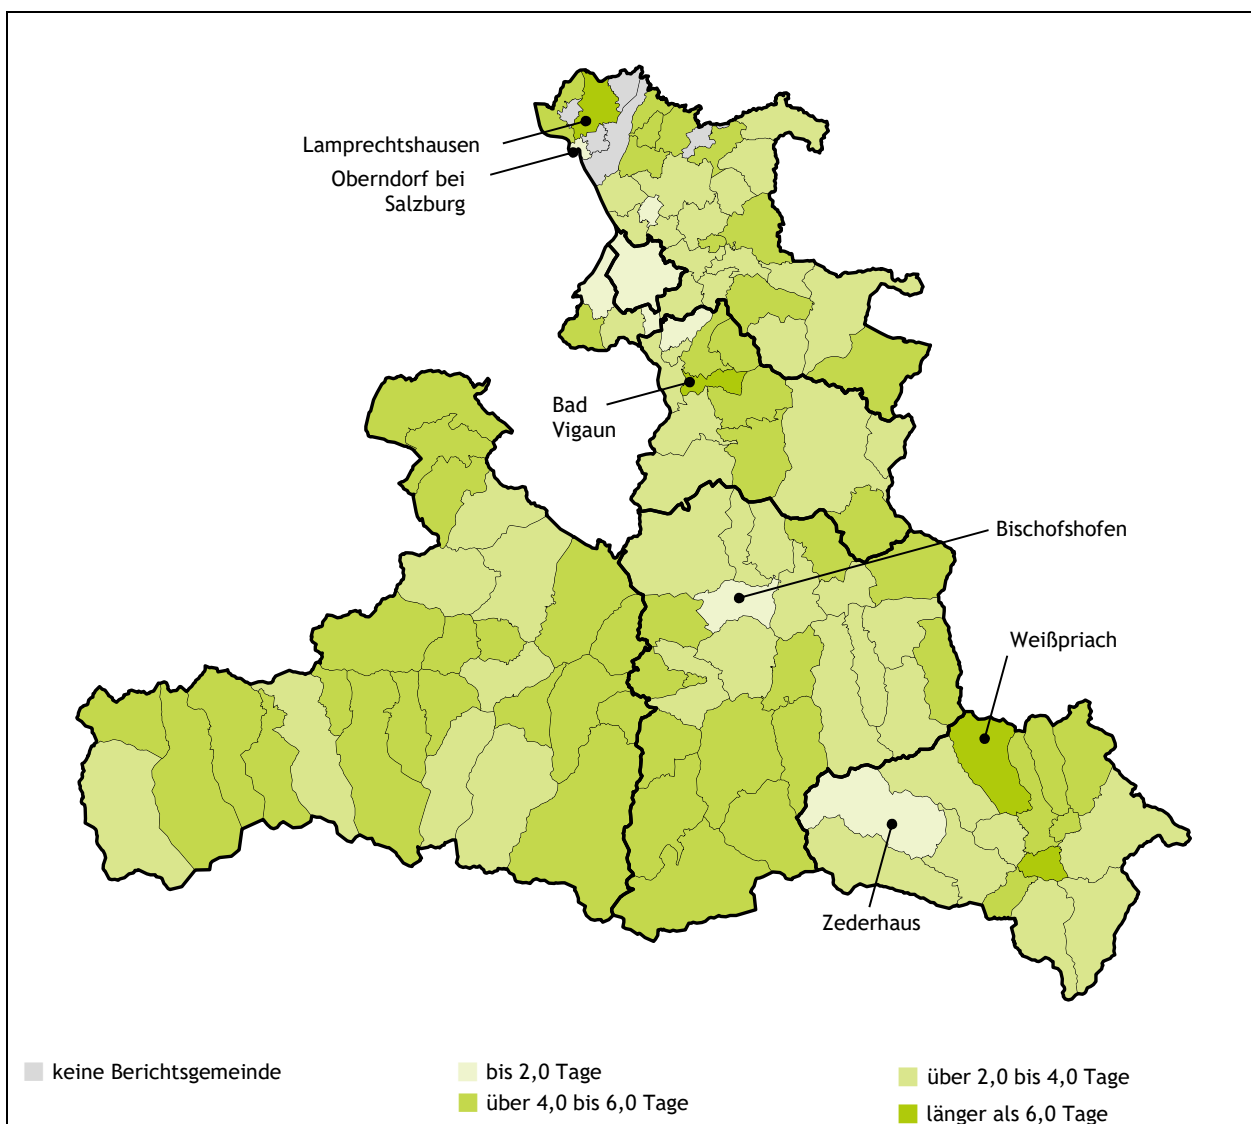 Lamprechtshausen
Oberndorf bei
Salzburg
Bad
Vigaun
Bischofshofen
Weißpriach
Zederhaus
keine Berichtsgemeinde
bis 2,0 Tage
über 2,0 bis 4,0 Tage
über 4,0 bis 6,0 Tage
länger als 6,0 Tage